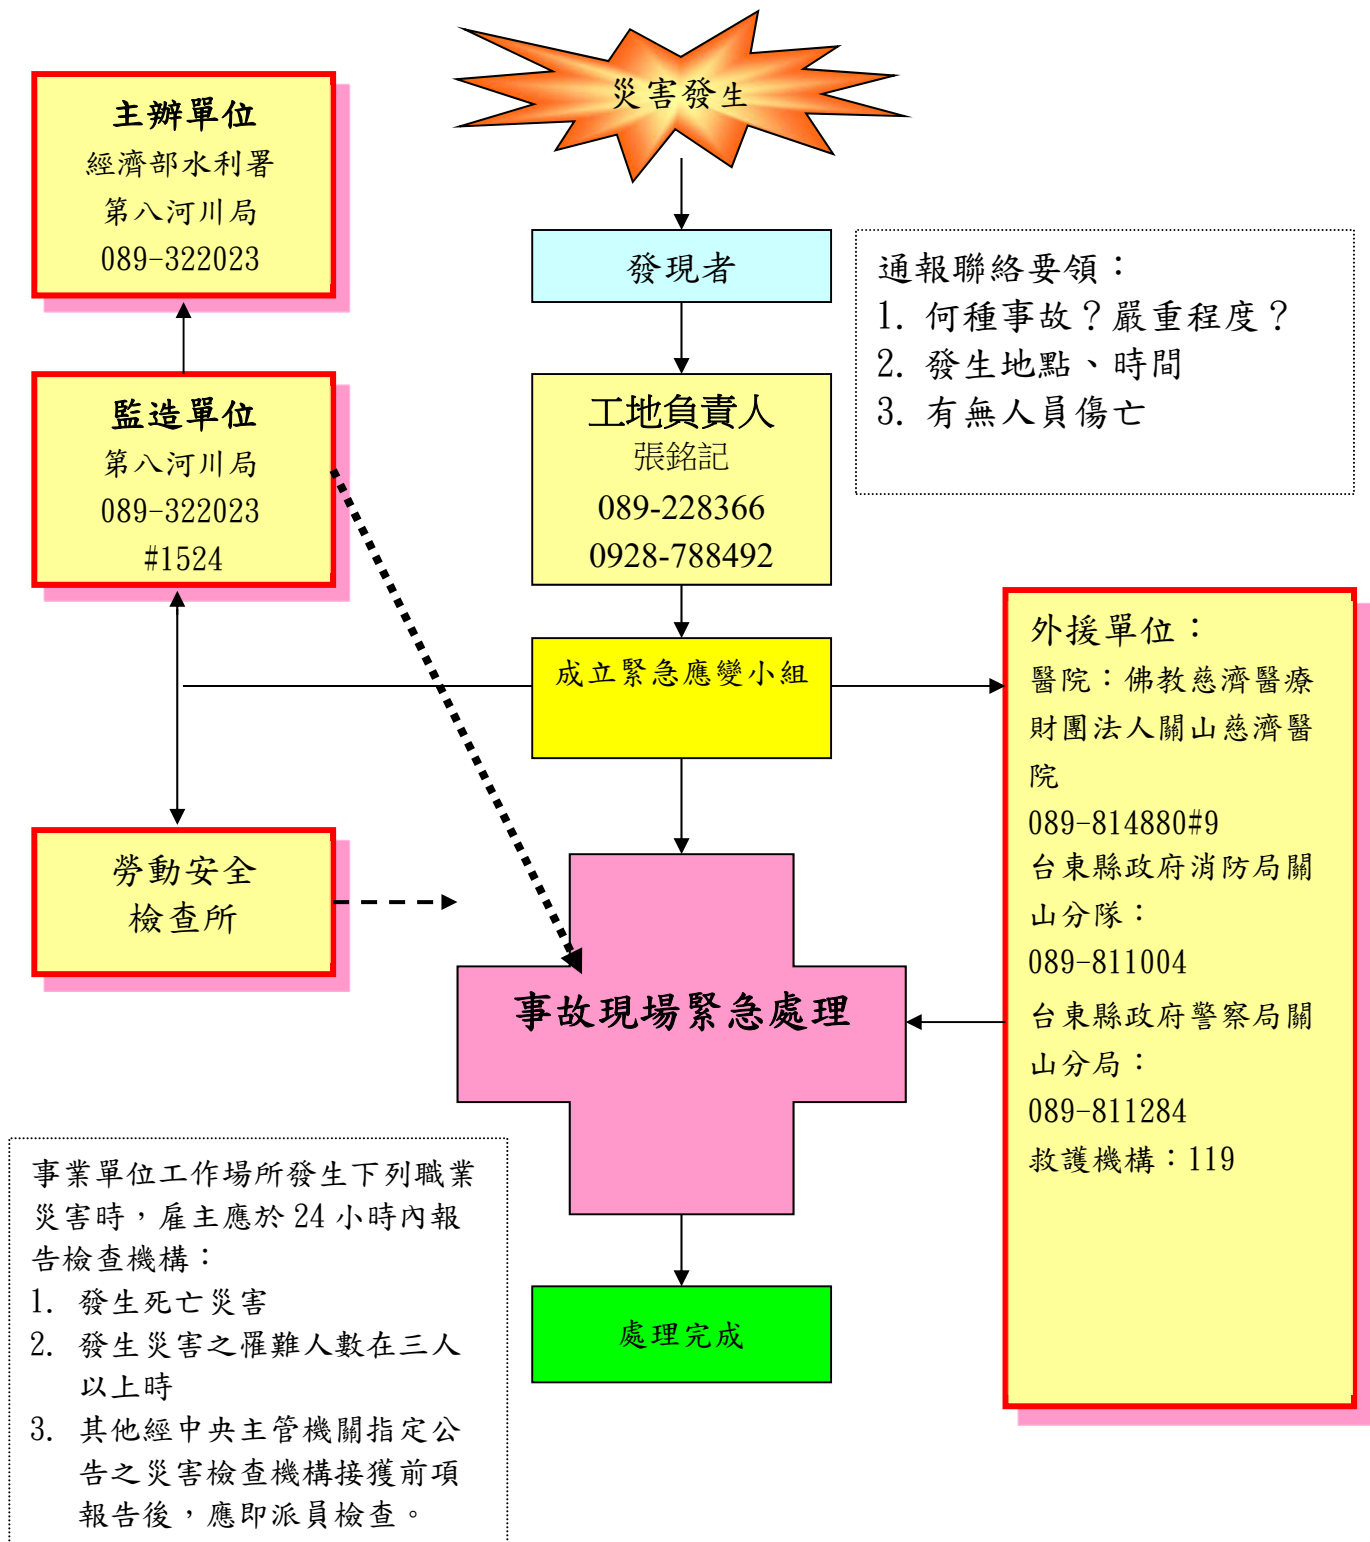 災害發生
主辦單位
經濟部水利署
第八河川局
089-322023
發現者
通報聯絡要領：
1. 何種事故？嚴重程度？
2. 發生地點、時間
3. 有無人員傷亡
監造單位
第八河川局
089-322023
#1524
工地負責人
張銘記
089-228366
0928-788492
成立緊急應變小組
外援單位：
醫院：佛教慈濟醫療
財團法人關山慈濟醫
院
089-814880#9
台東縣政府消防局關
山分隊：
089-811004
台東縣政府警察局關
山分局：
089-811284
救護機構：119
勞動安全
檢查所
事故現場緊急處理
事業單位工作場所發生下列職業
災害時，雇主應於 24 小時內報
告檢查機構：
1. 發生死亡災害
2. 發生災害之罹難人數在三人
以上時
3. 其他經中央主管機關指定公
告之災害檢查機構接獲前項
報告後，應即派員檢查。
處理完成